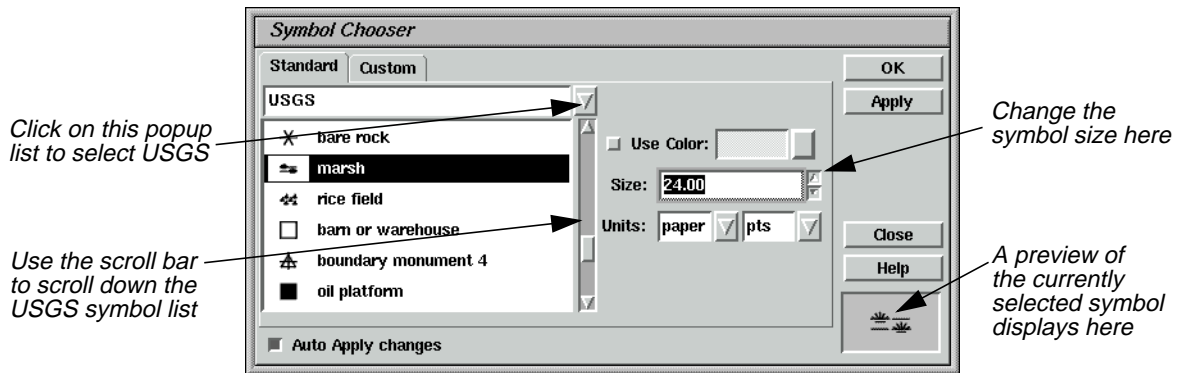 Symbol Chooser
Standard Custom
USGS
bare rock
marsh
rice field
barn or warehouse
boundary monument 4
oil platform
Use Color:
Size: 24.00
Units: paper pts
Auto Apply changes
OK
Apply
Close
Help
Click on this popup
list to select USGS
Use the scroll bar
to scroll down the
USGS symbol list
Change the
symbol size here
A preview of
the currently
selected symbol
displays here